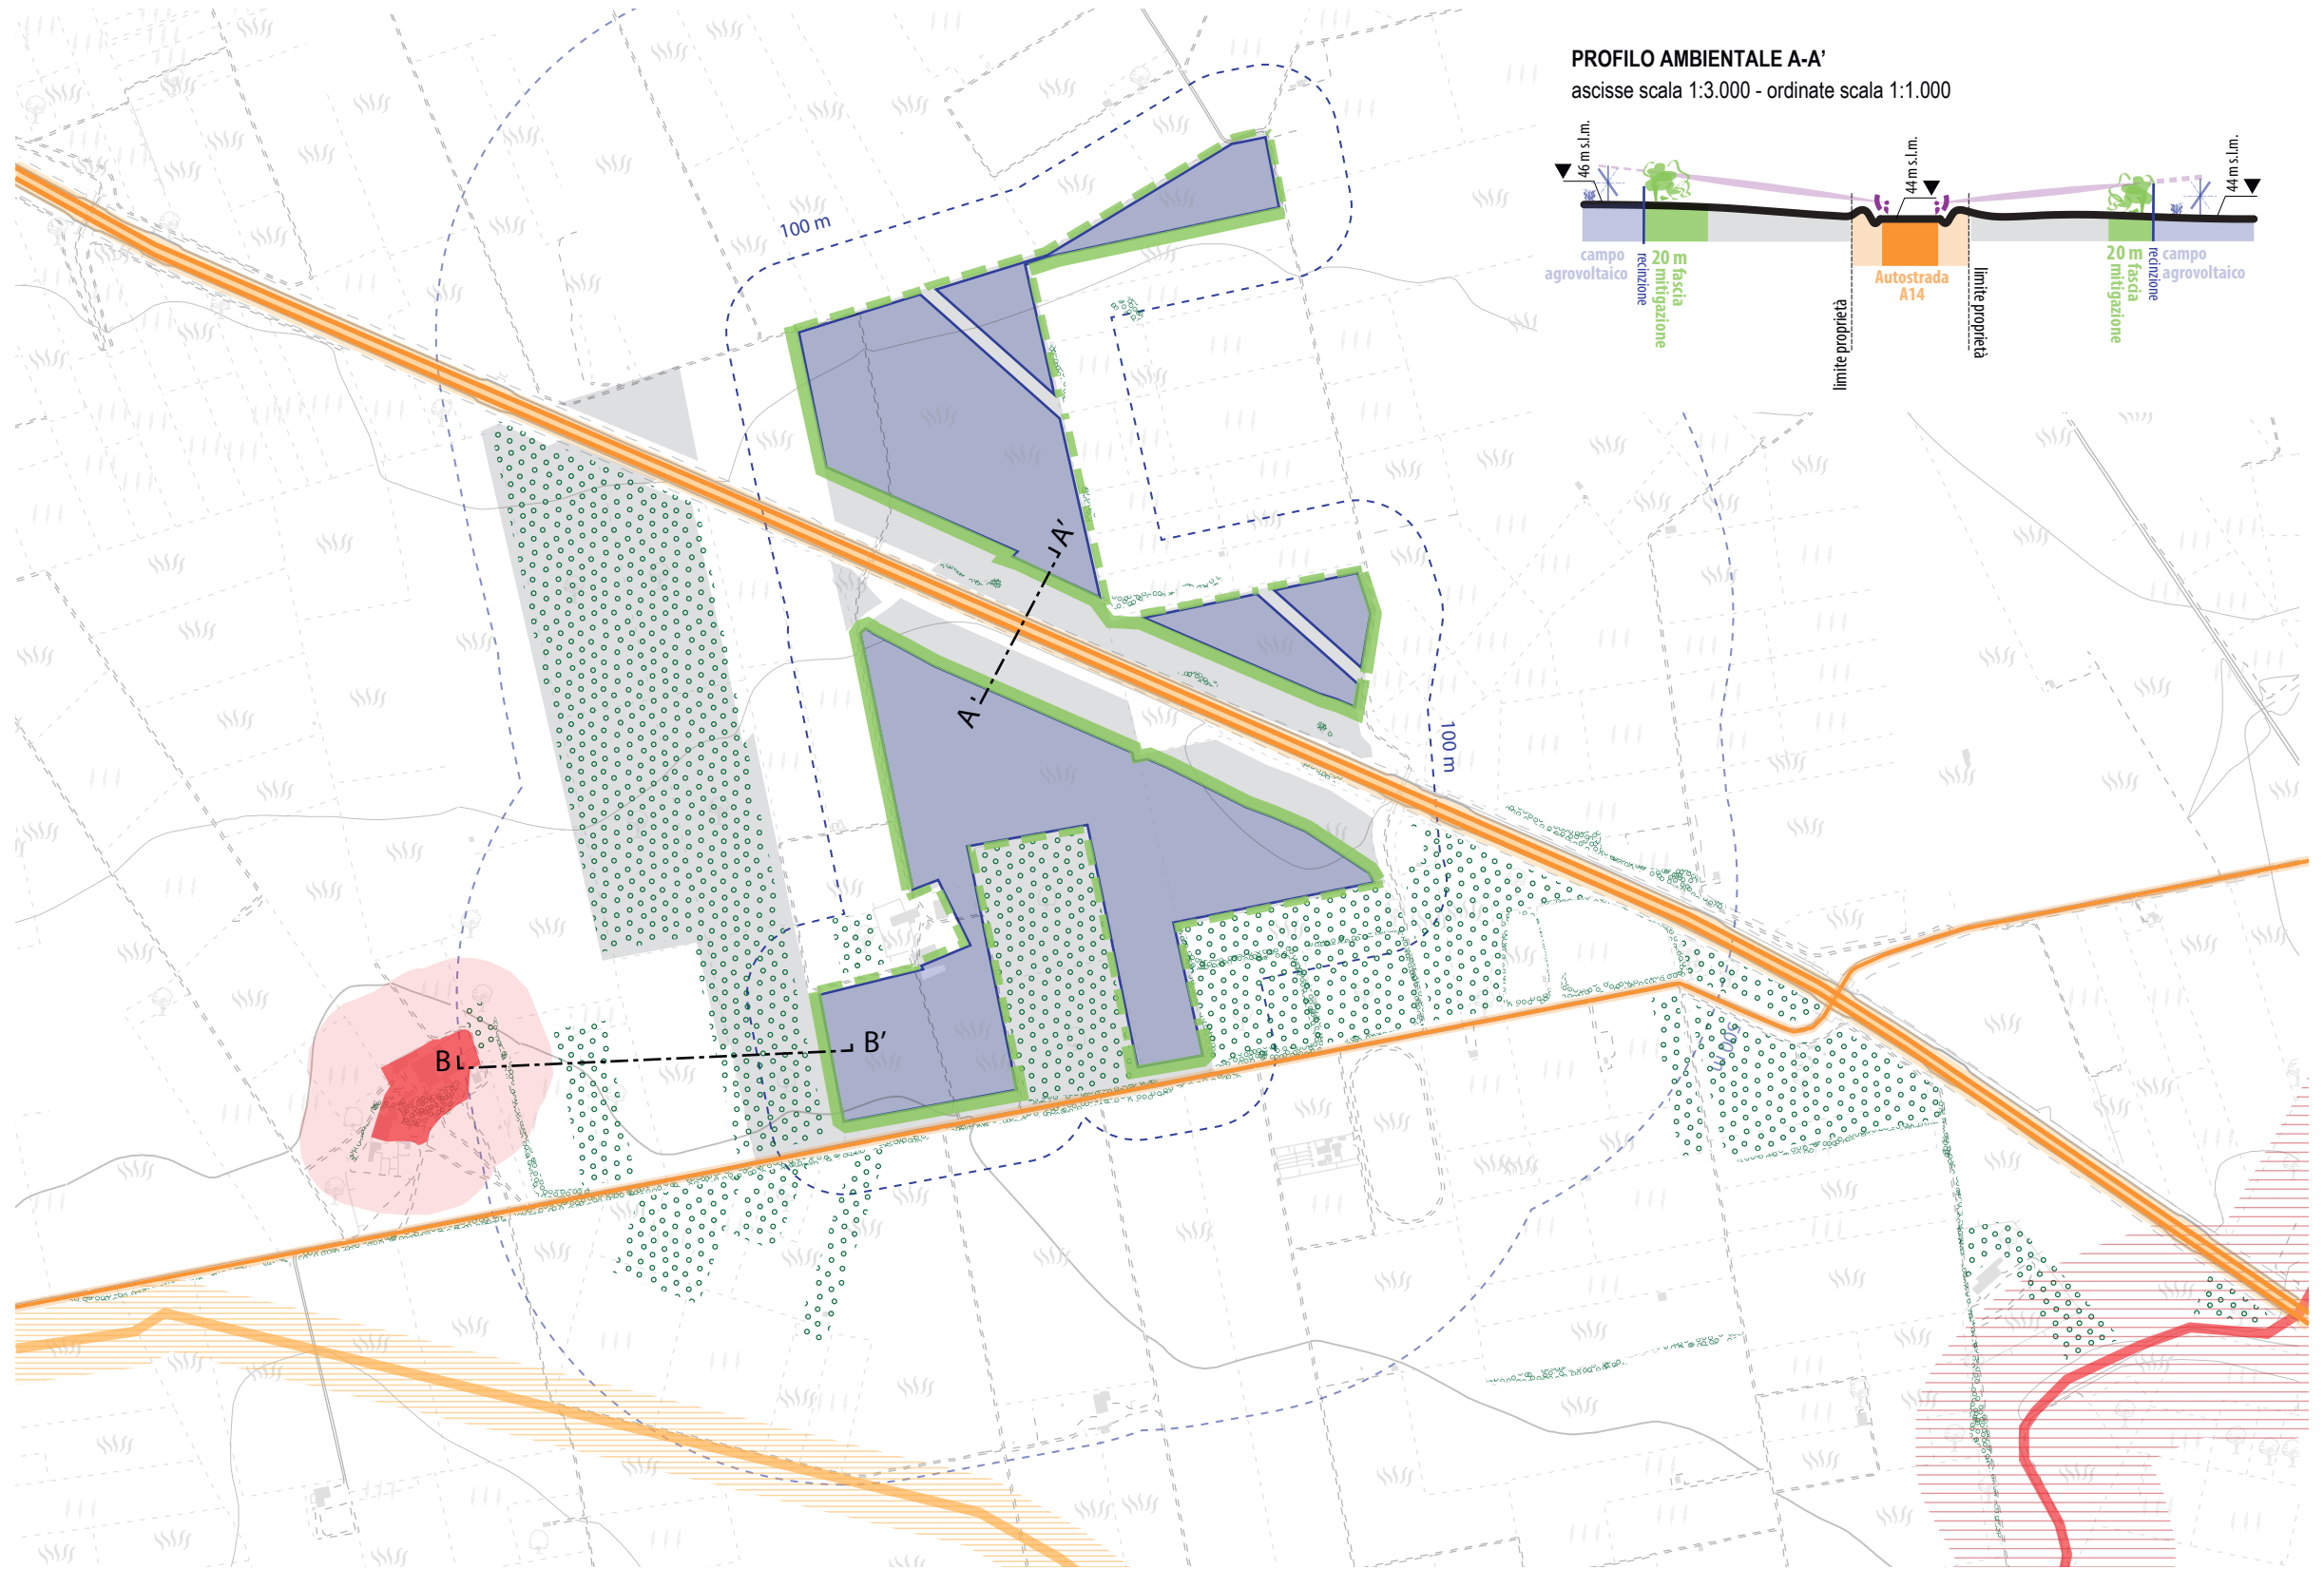 PROFILO AMBIENTALE A-A'
ascisse scala 1:3.000 - ordinate scala 1:1.000
46 m s.l.m.
44 m s.l.m.
44 m s.l.m.
campo
agrovoltaico
recinzione
20 m
fascia
mitigazione
limite proprietà
Autostrada
A14
limite proprietà
20 m
fascia
mitigazione
recinzione
campo
agrovoltaico
100 m
A'
A'
100 m
500 m
B
B'